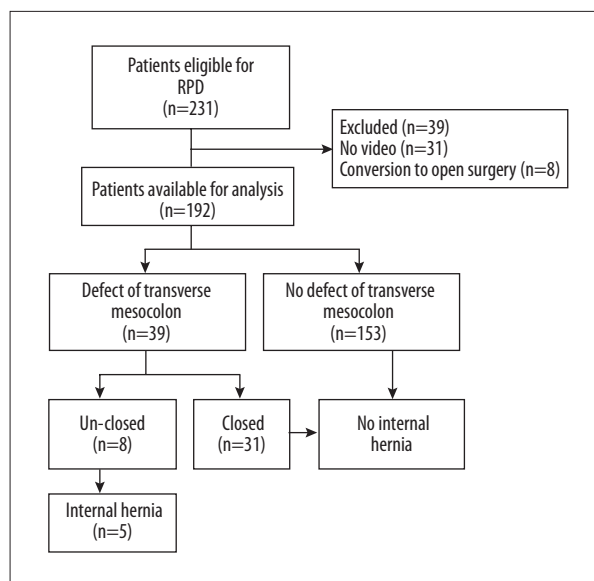 Patients eligible for
RPD
(n=231)
Excluded (n=39)
No video (n=31)
Conversion to open surgery (n=8)
Patients available for analysis
(n=192)
Defect of transverse
mesocolon
(n=39)
No defect of transverse
mesocolon
(n=153)
Un-closed
(n=8)
Closed
(n=31)
No internal
hernia
Internal hernia
(n=5)